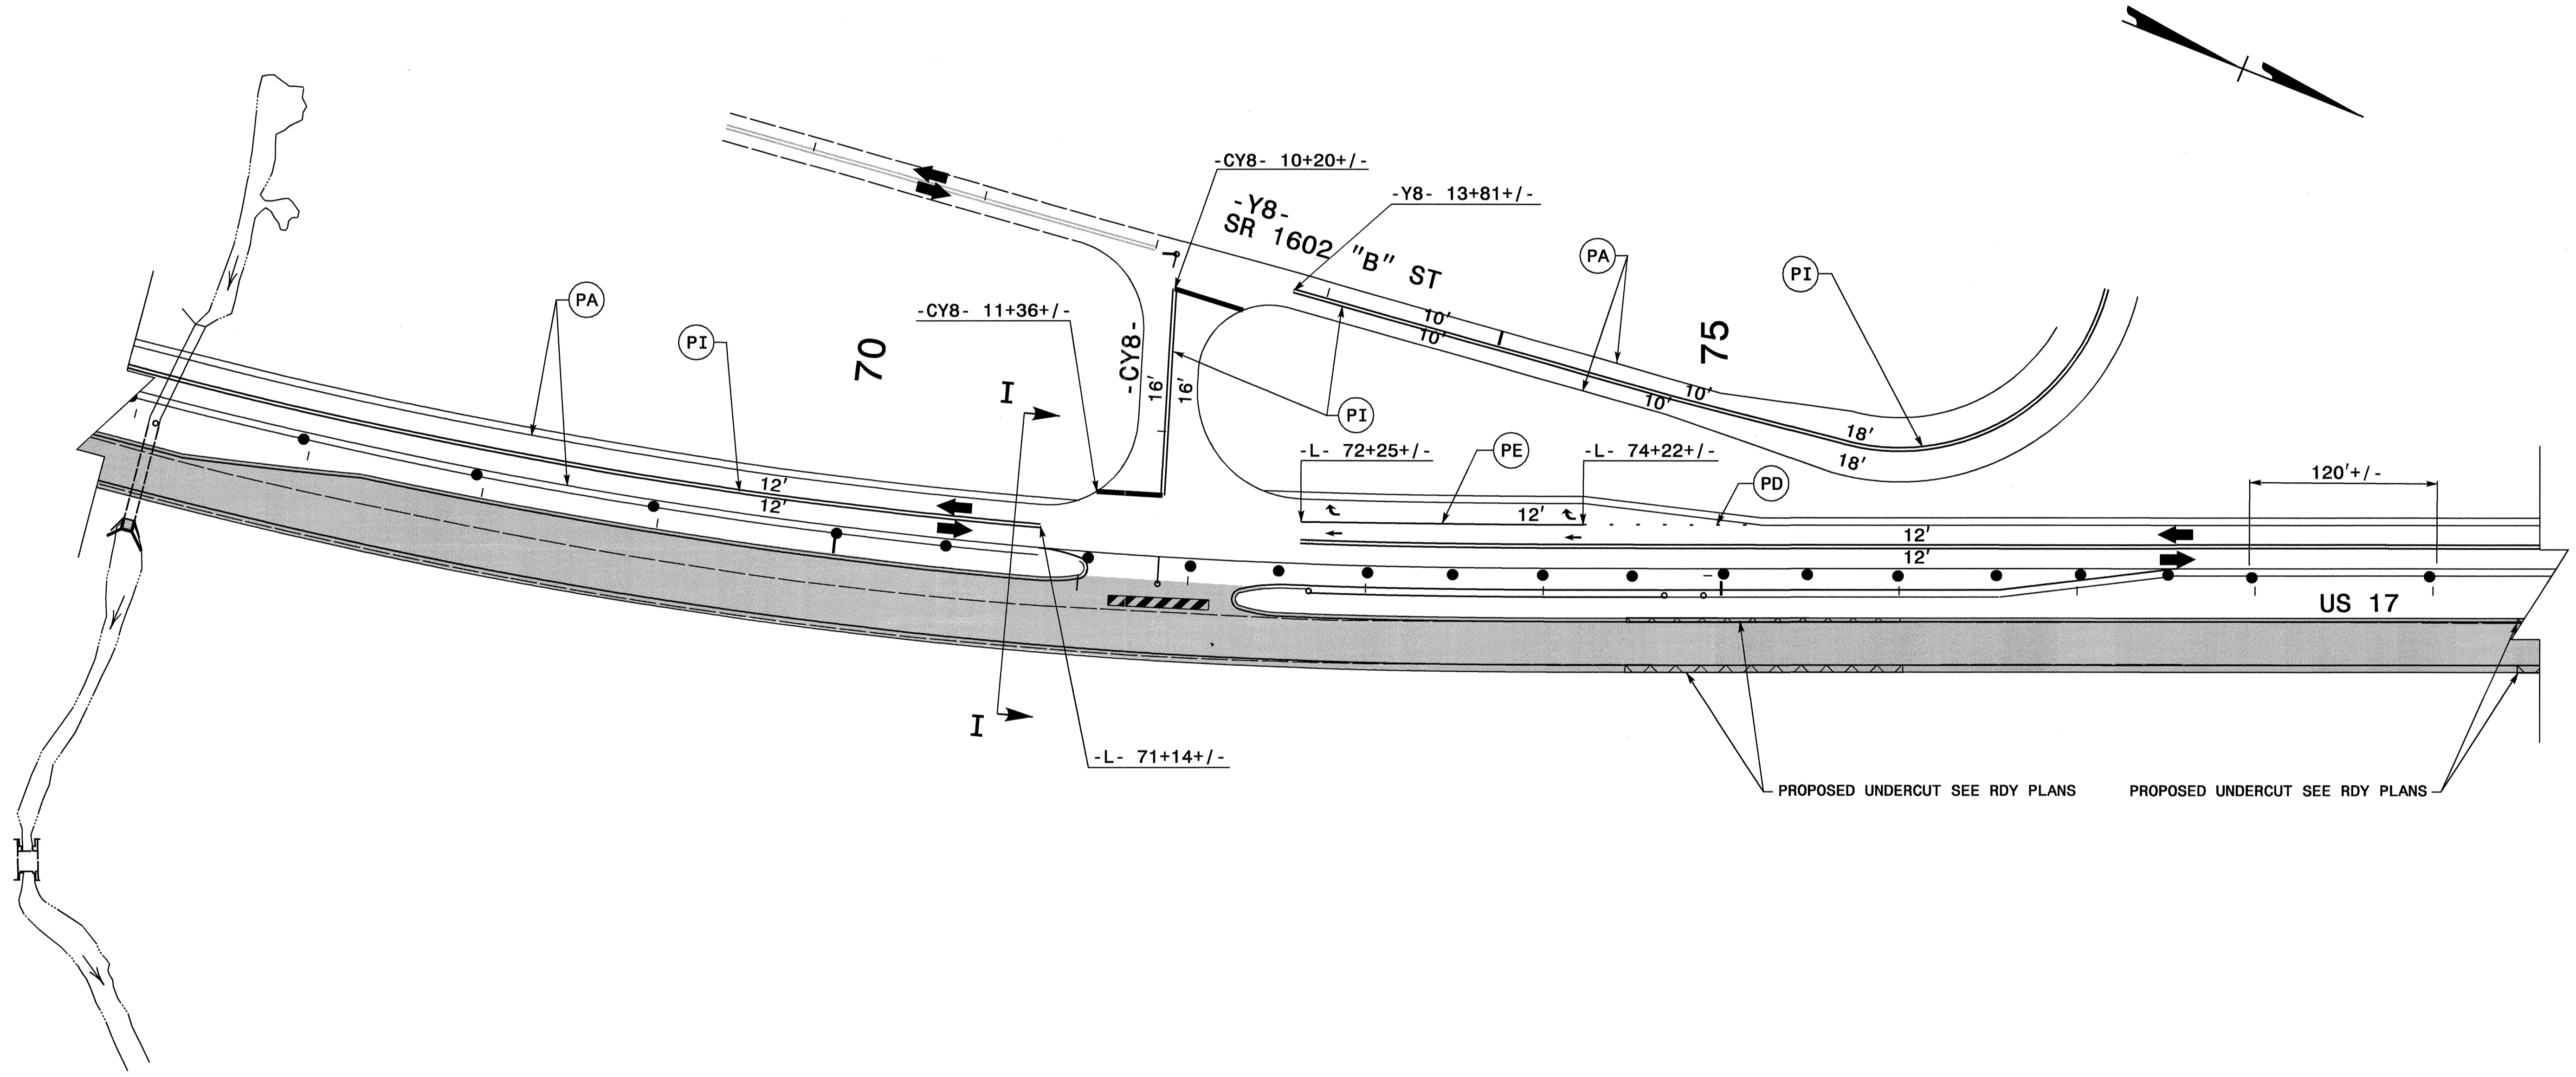 -CY8- 10+20+/-
-Y8- 13+81+/-
-Y8-
SR 1602 "B" ST
PA
PI
PA
-CY8- 11+36+/-
PI
70
-CY8-
16'
16'
10'
10'
75
10'
10'
PI
I
18'
18'
-L- 72+25+/-
PE
-L- 74+22+/-
PD
120'+/-
12'
12'
12'
12'
12'
US 17
I
-L- 71+14+/-
PROPOSED UNDERCUT SEE RDY PLANS
PROPOSED UNDERCUT SEE RDY PLANS